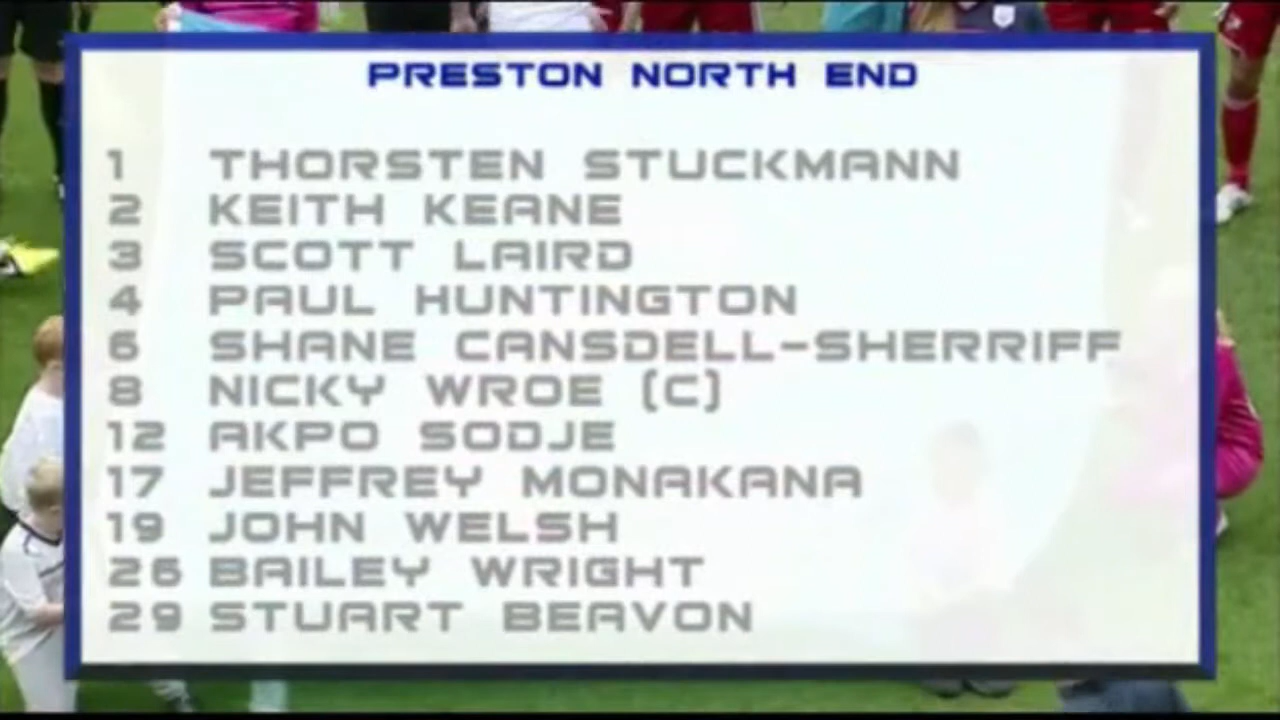 PRESTON NORTH END
1 THORSTEN STUCKMANN
2 KEITH KEANE
3 SCOTT LAIRD
4 PAUL HUNTINGTON
6 SHANE CANSDELL-SHERRIFF
8 NICKY WROE (C)
12 AKPO SODJE
17 JEFFREY MONAKANA
19 JOHN WELSH
26 BAILEY WRIGHT
29 STUART BEAVON